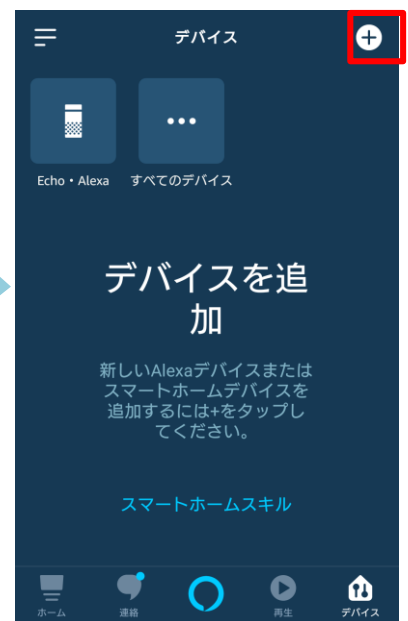 デバイス
Echo・Alexa すべてのデバイス
デバイスを追
加
新しいAlexaデバイスまたは
スマートホームデバイスを
追加するには+をタップし
てください。
スマートホームスキル
ホーム 連絡 再生 デバイス